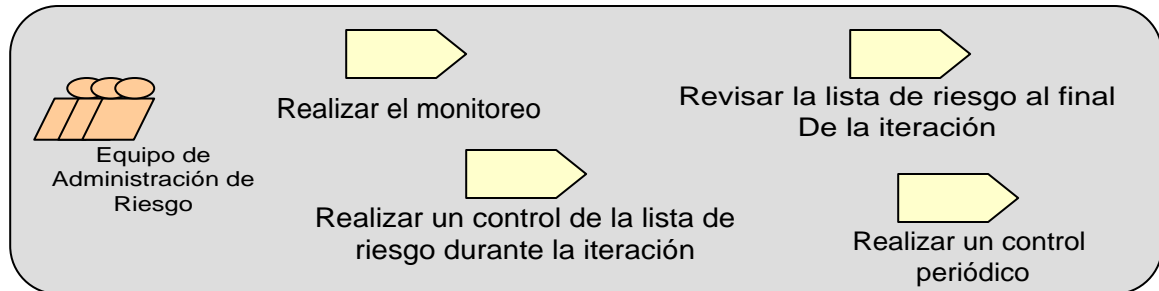 Equipo de
Administración de
Riesgo
Realizar el monitoreo
Revisar la lista de riesgo al final
De la iteración
Realizar un control de la lista de
riesgo durante la iteración
Realizar un control
periódico